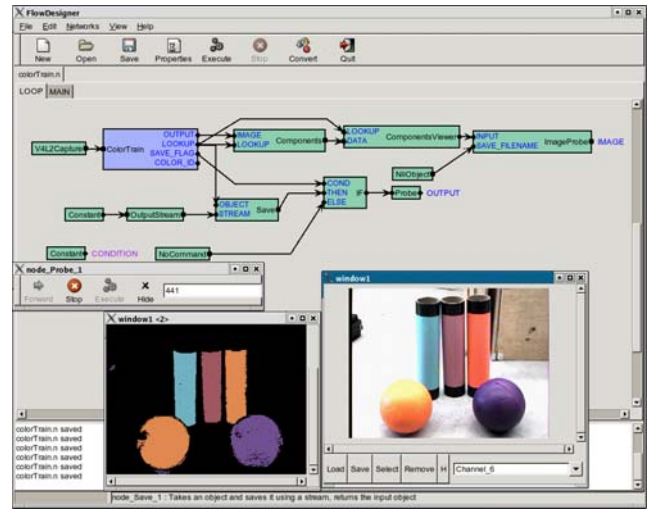 FlowDesigner
File Edit Networks View Help
New Open Save Properties Execute Stop Convert Quit
colorTrain.n
LOOP MAIN
V4L2Capture
ColorTrain
OUTPUT
LOOKUP
SAVE_FLAG
COLOR_ID
IMAGE
LOOKUP
Components
LOOKUP
DATA
ComponentsViewer
INPUT
SAVE_FILENAME
ImageProbe
IMAGE
NilObject
Constant
OutputStream
OBJECT
STREAM
Save
COND
THEN
ELSE
IF
Probe
OUTPUT
Constant
CONDITION
NoCommand
node_Probe_1
Forward Stop Execute Hide 441
window1 <2>
window1
Load Save Select Remove H Channel_6
colorTrain.n saved
colorTrain.n saved
colorTrain.n saved
colorTrain.n saved
colorTrain.n saved
colorTrain.n saved
node_Save_1 : Takes an object and saves it using a stream, returns the input object